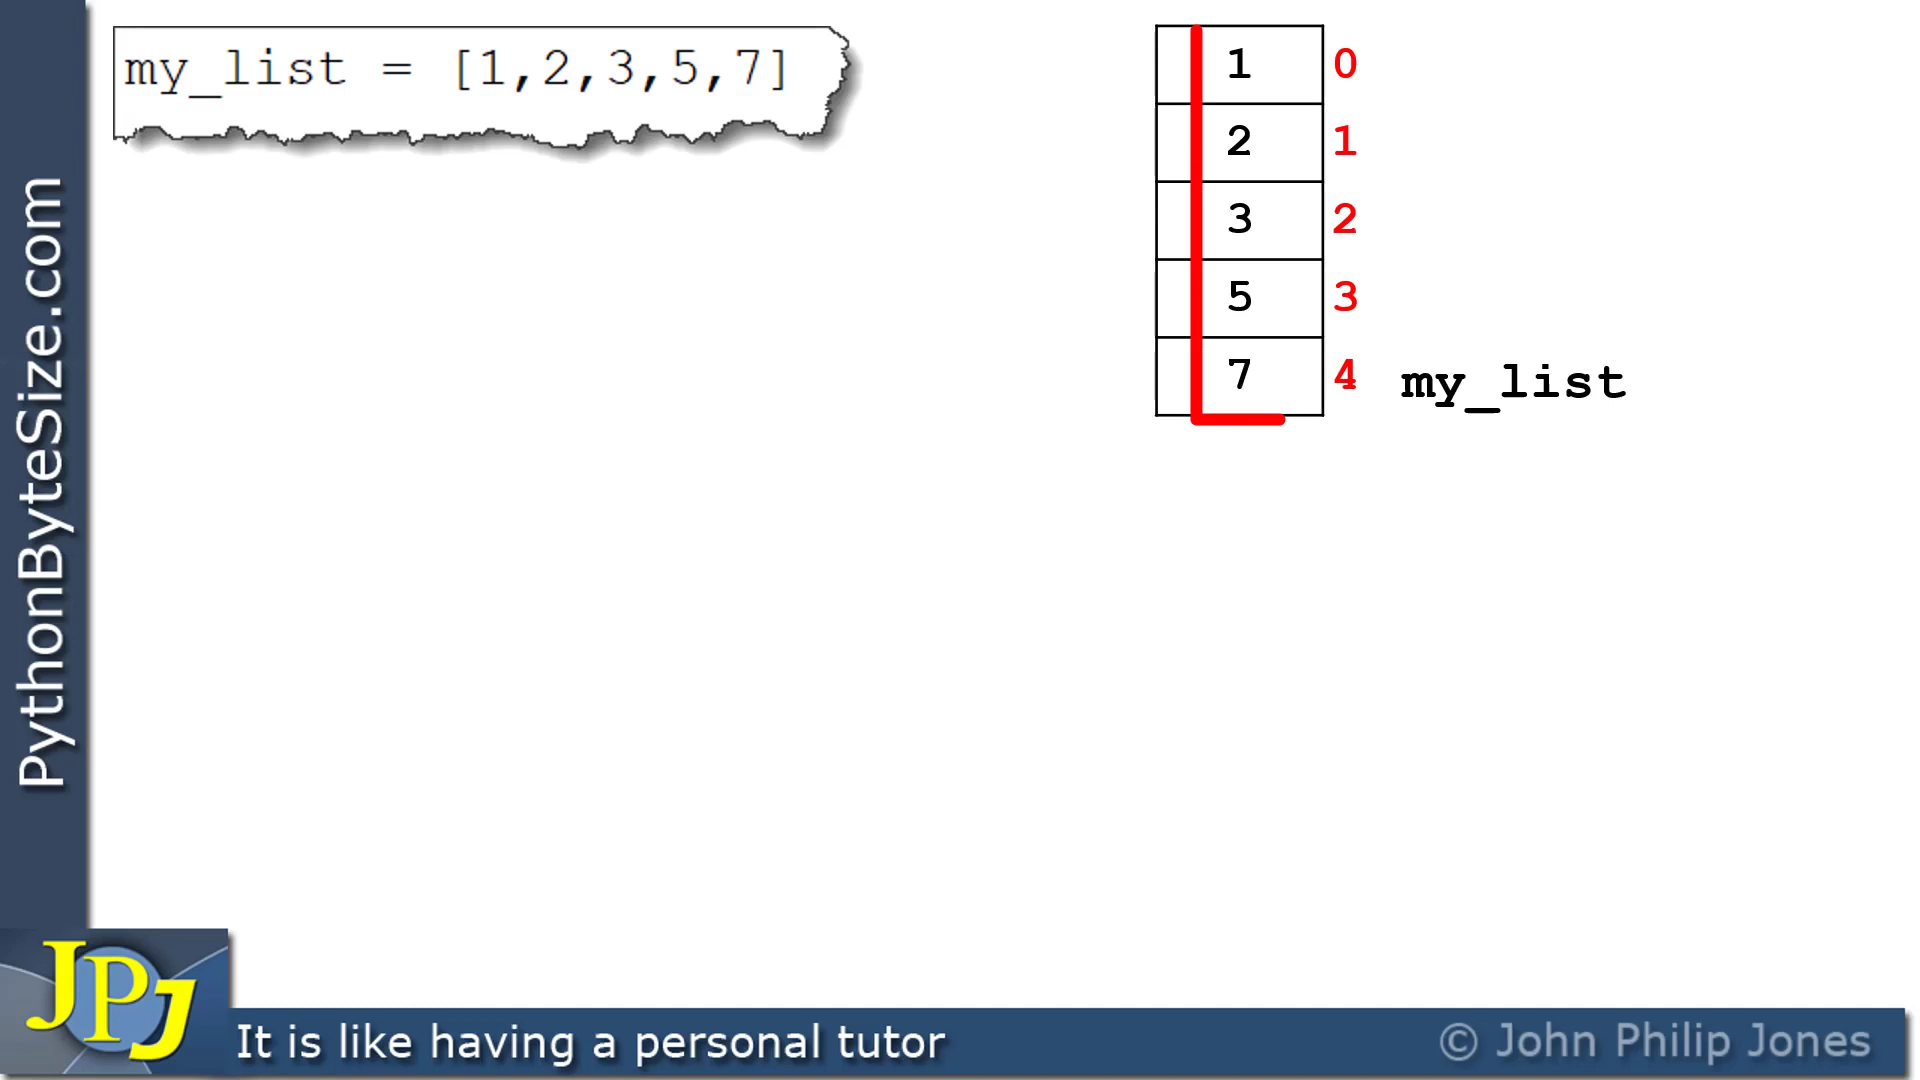 my_list = [1,2,3,5,7]
1 0
2 1
3 2
5 3
7 4 my_list
PythonByteSize.com
JPJ
It is like having a personal tutor
© John Philip Jones